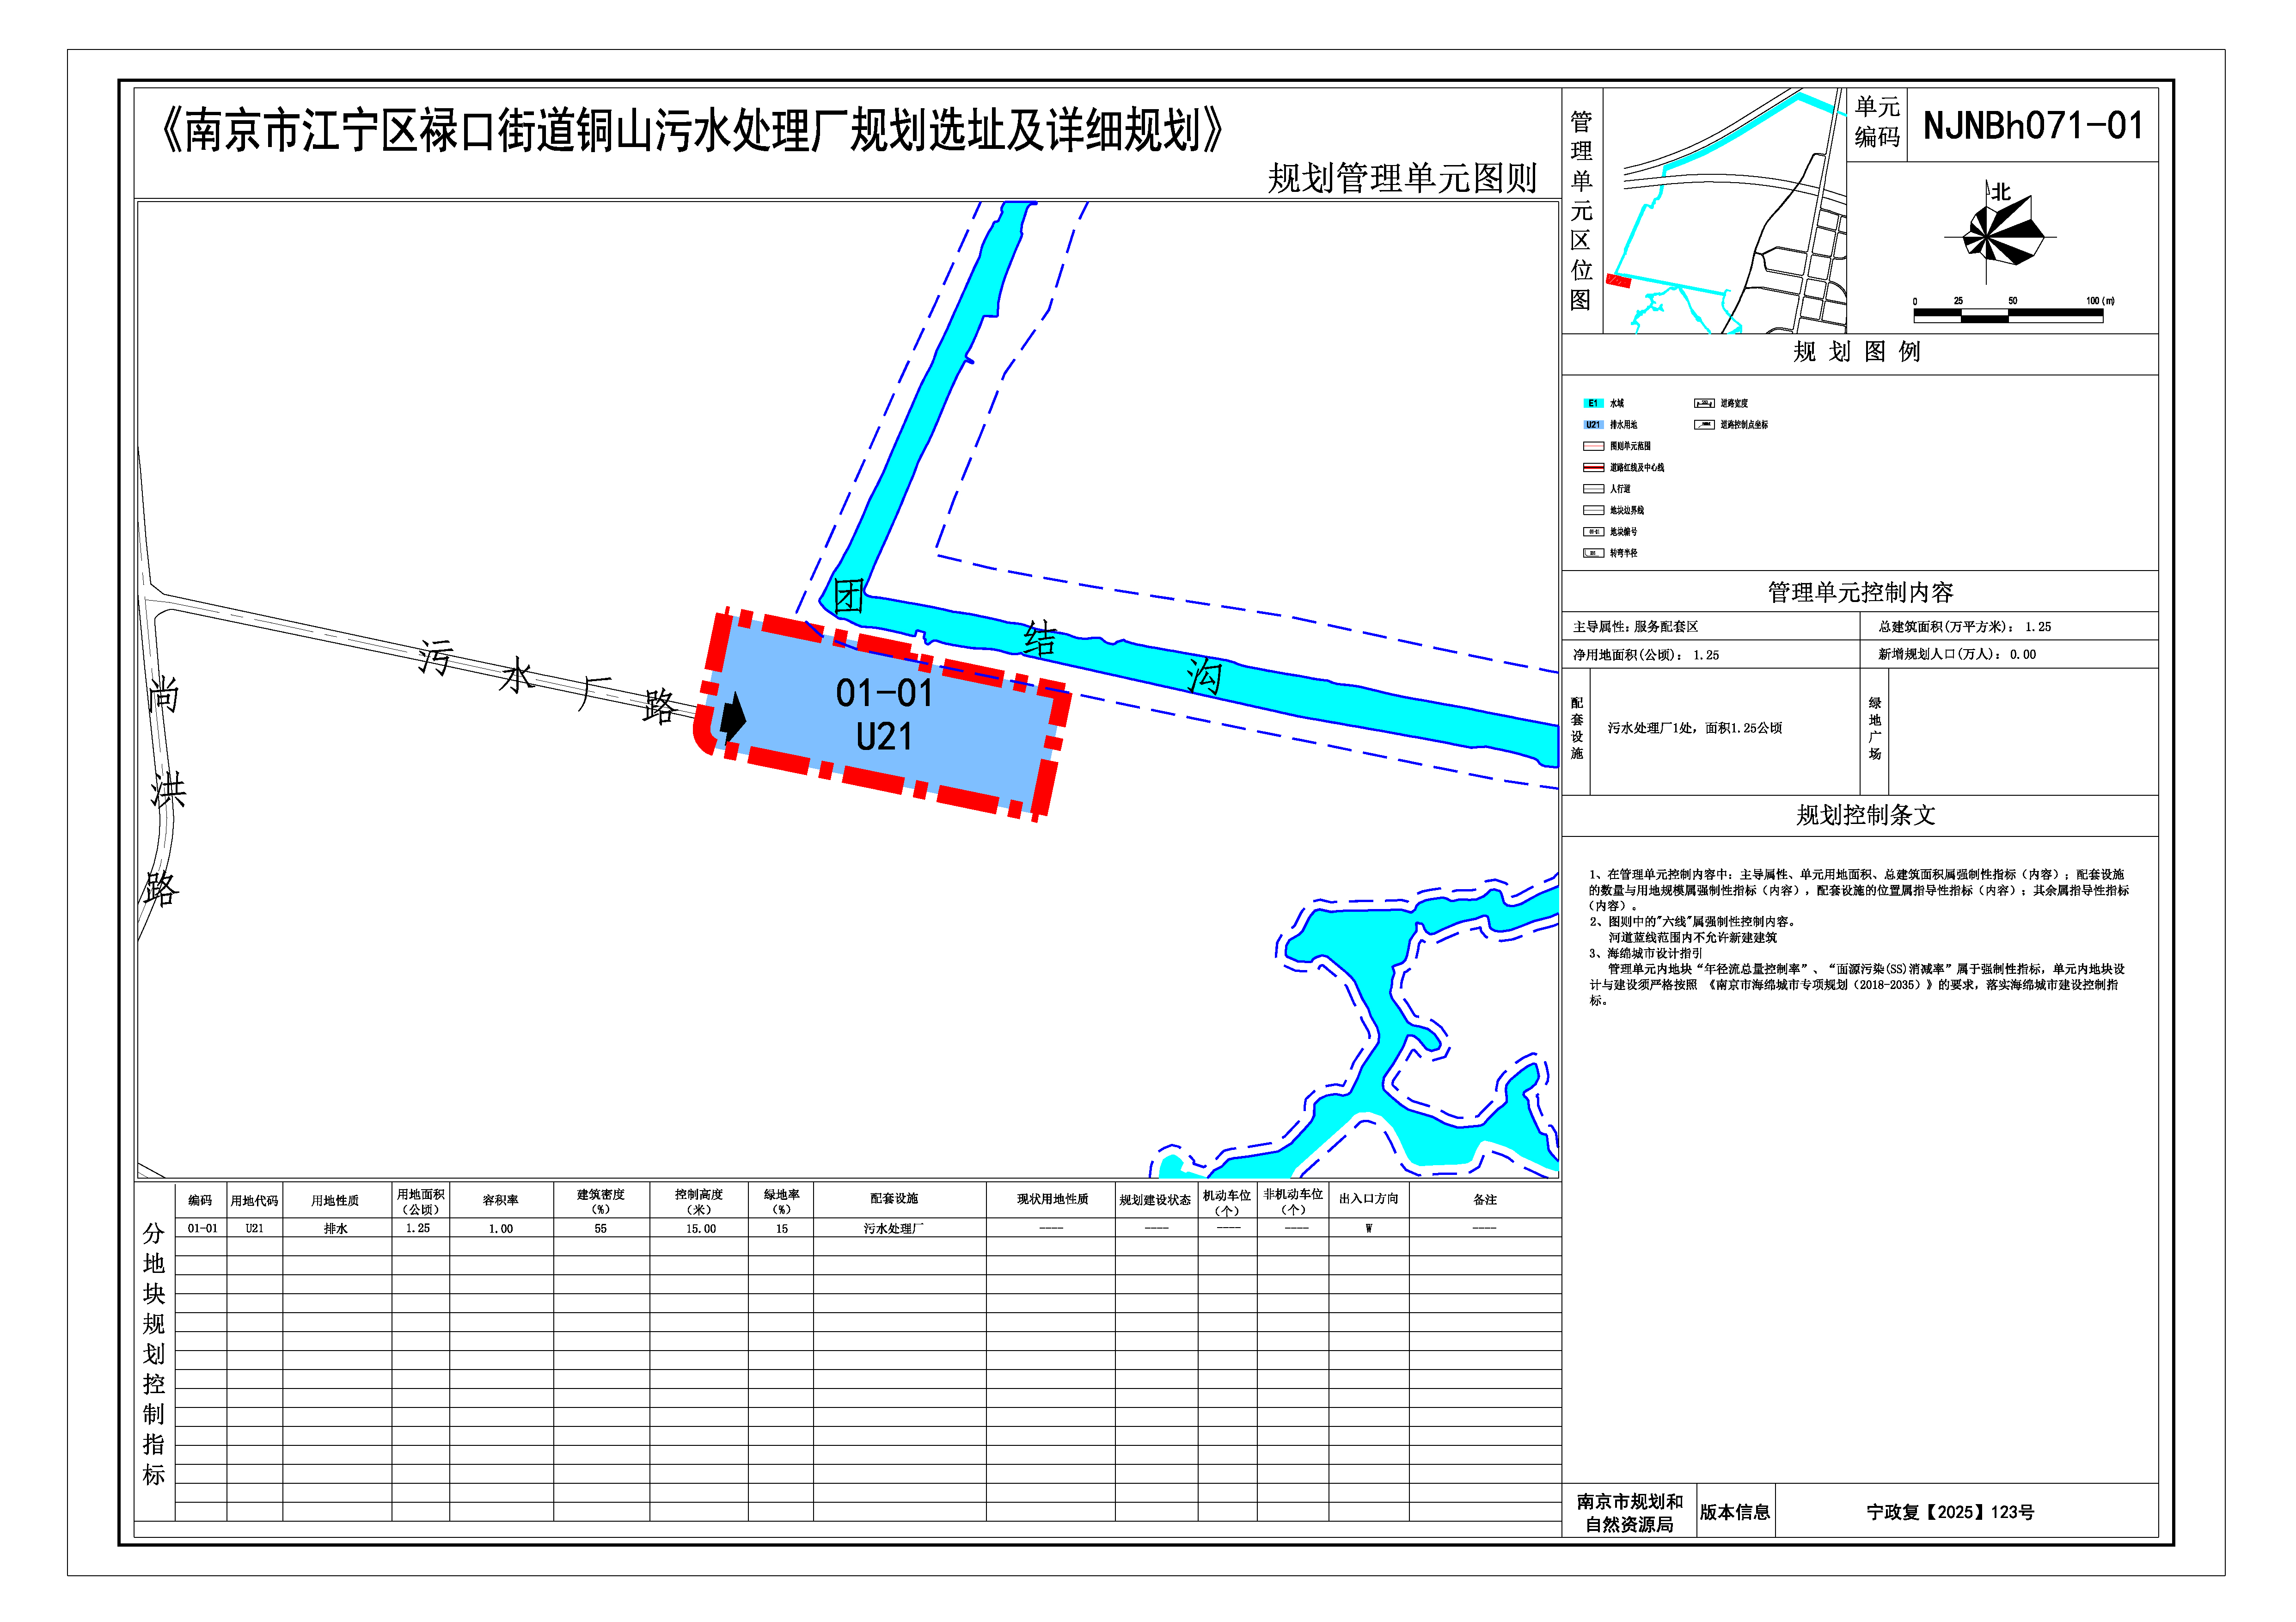 《南京市江宁区禄口街道铜山污水处理厂规划选址及详细规划》
规划管理单元图则
管理单元区位图
单元编码
NJNBh071-01
北
0 25 50 100 (m)
规划图例
E1 水域
道路宽度
U21 排水用地
道路控制点坐标
图则单元范围
道路红线及中心线
人行道
地块边界线
地块编号
转弯半径
管理单元控制内容
主导属性：服务配套区
总建筑面积(万平方米)： 1.25
净用地面积(公顷)： 1.25
新增规划人口(万人)： 0.00
配套设施
污水处理厂1处，面积1.25公顷
绿地广场
规划控制条文
1、在管理单元控制内容中：主导属性、单元用地面积、总建筑面积属强制性指标（内容）；配套设施
的数量与用地规模属强制性指标（内容），配套设施的位置属指导性指标（内容）；其余属指导性指标
（内容）。
2、图则中的"六线"属强制性控制内容。
河道蓝线范围内不允许新建建筑
3、海绵城市设计指引
管理单元内地块“年径流总量控制率”、“面源污染(SS)消减率”属于强制性指标，单元内地块设
计与建设须严格按照 《南京市海绵城市专项规划（2018-2035）》的要求，落实海绵城市建设控制指
标。
团结沟
污水厂路
尚洪路
01-01
U21
分地块规划控制指标
编码 用地代码 用地性质 用地面积（公顷） 容积率 建筑密度（%） 控制高度（米） 绿地率（%） 配套设施 现状用地性质 规划建设状态 机动车位（个） 非机动车位（个） 出入口方向 备注
01-01 U21 排水 1.25 1.00 55 15.00 15 污水处理厂 ---- ---- ---- ---- W ----
南京市规划和
自然资源局
版本信息
宁政复【2025】123号